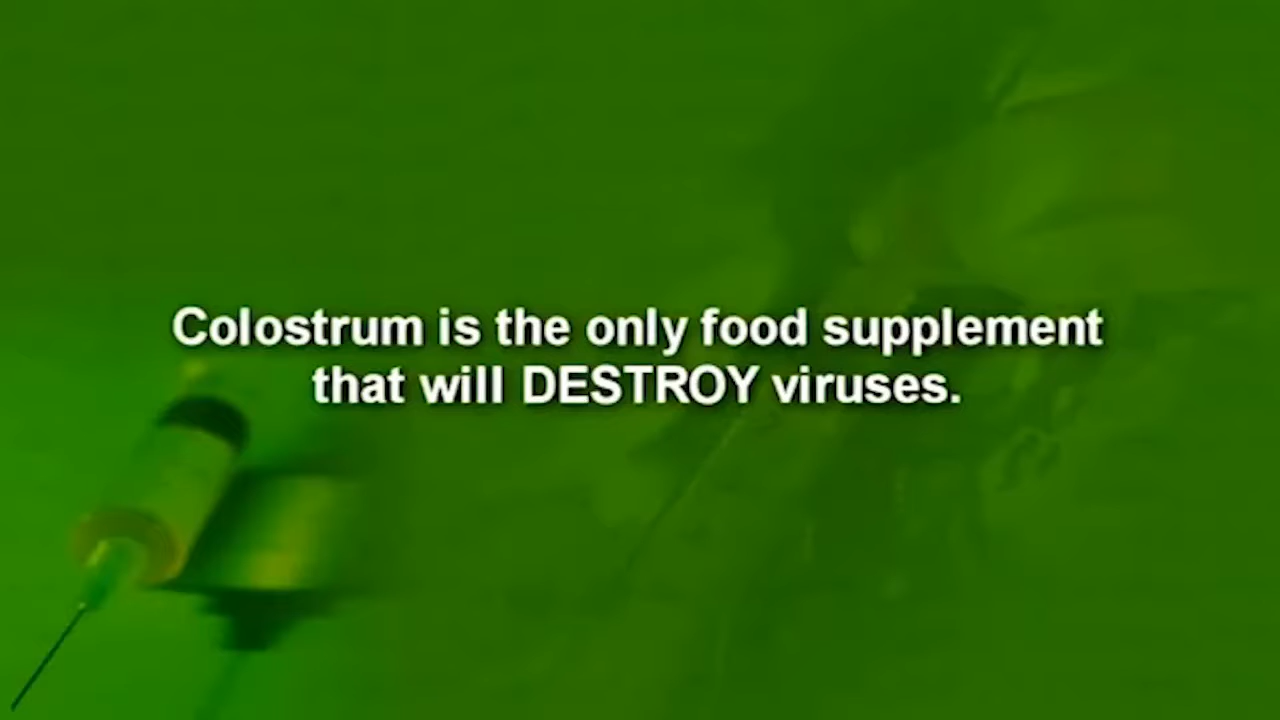 Colostrum is the only food supplement
that will DESTROY viruses.